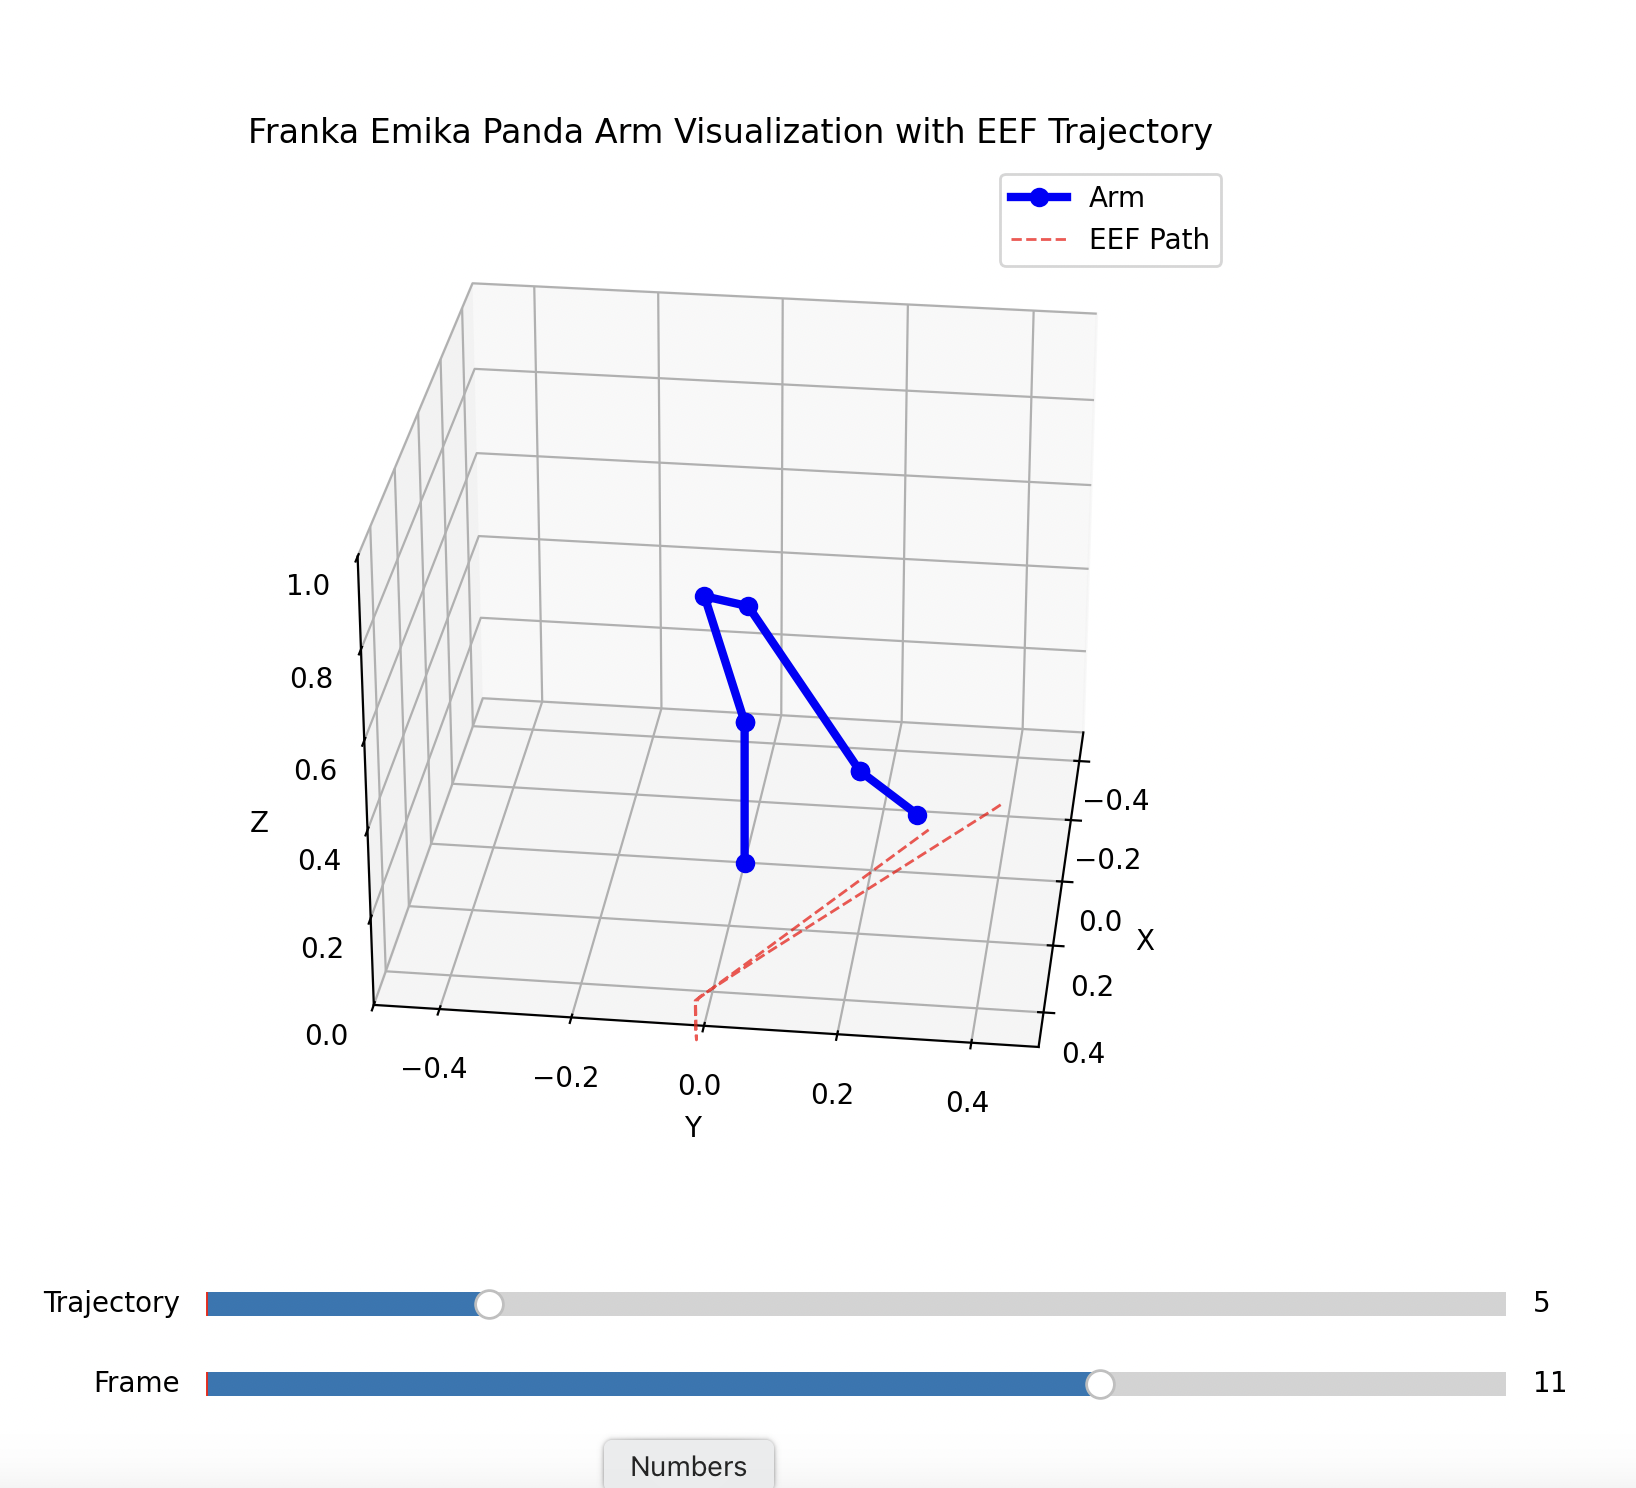 Franka Emika Panda Arm Visualization with EEF Trajectory
Arm
EEF Path
1.0
0.8
0.6
Z
0.4
0.2
0.0
−0.4
−0.2
0.0
0.2
0.4
Y
−0.4
−0.2
0.0
X
0.2
0.4
Trajectory 5
Frame 11
Numbers